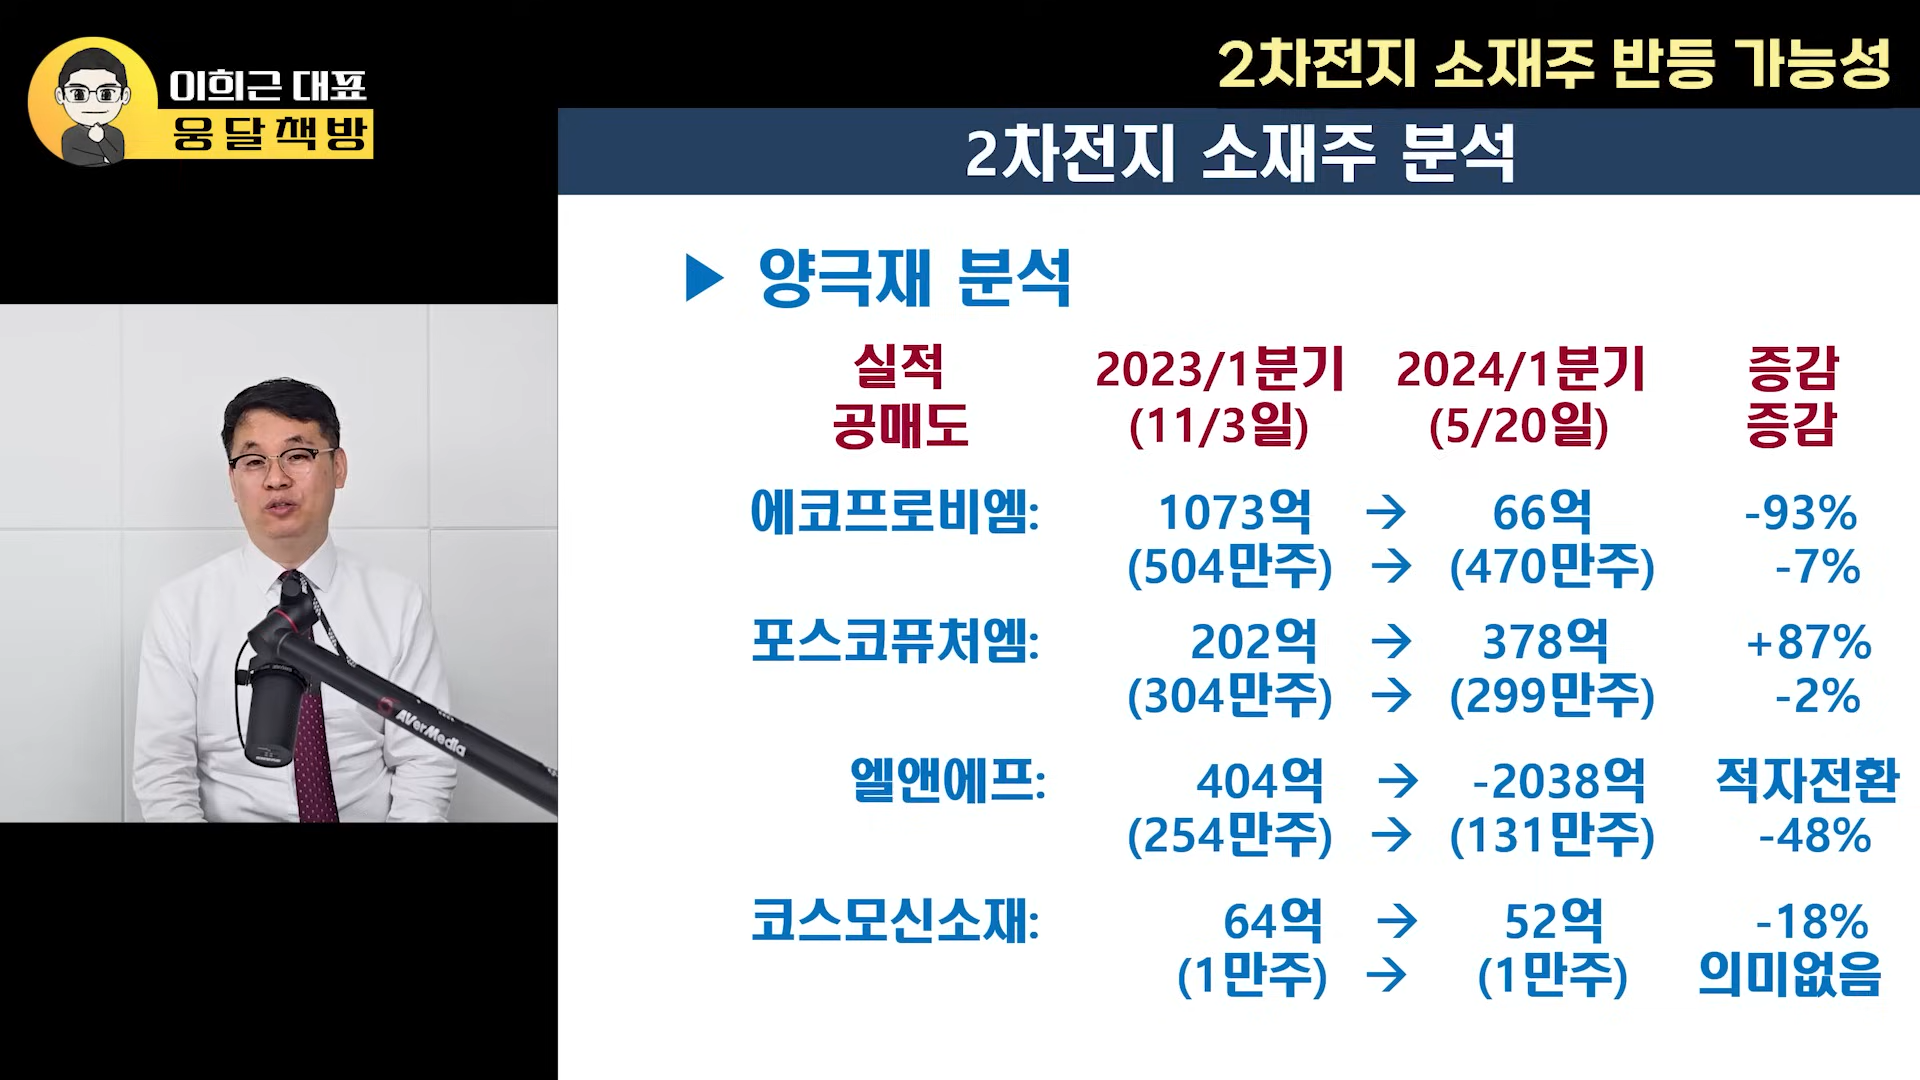 이희근 대표
웅달책방
2차전지 소재주 반등 가능성
2차전지 소재주 분석
▶ 양극재 분석
실적 2023/1분기 2024/1분기 증감
공매도 (11/3일) (5/20일) 증감
에코프로비엠: 1073억 → 66억 -93%
(504만주) → (470만주) -7%
포스코퓨처엠: 202억 → 378억 +87%
(304만주) → (299만주) -2%
엘앤에프: 404억 → -2038억 적자전환
(254만주) → (131만주) -48%
코스모신소재: 64억 → 52억 -18%
(1만주) → (1만주) 의미없음
AVerMedia